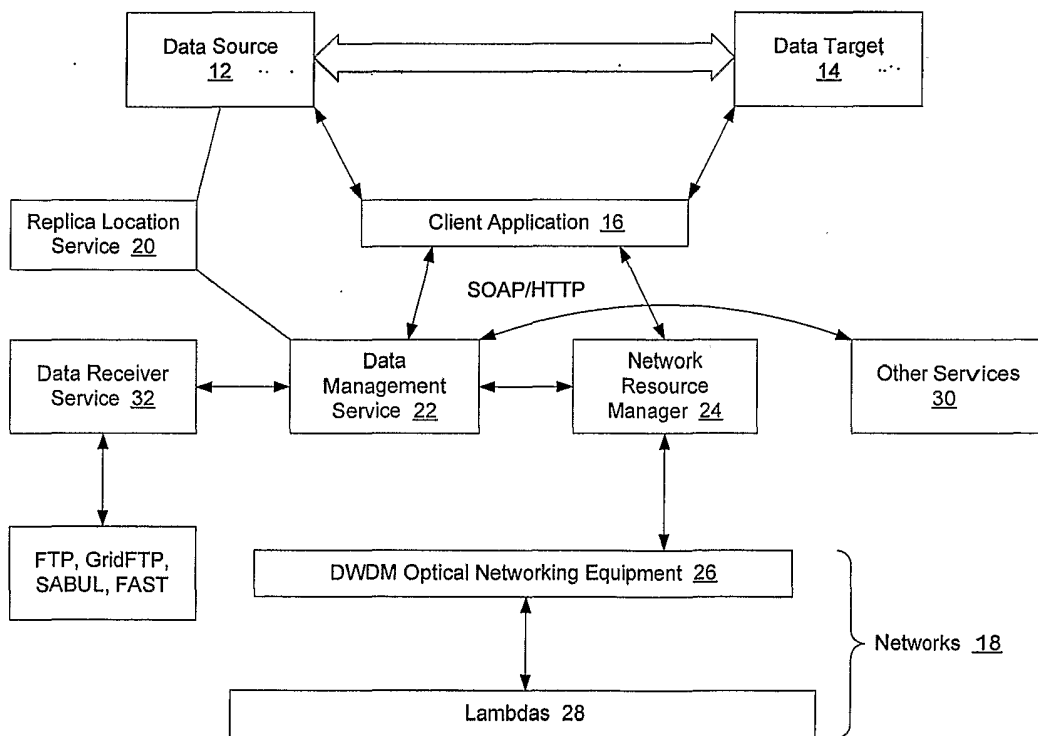 Data Source
12
Data Target
14
Replica Location
Service 20
Client Application 16
SOAP/HTTP
Data Receiver
Service 32
Data
Management
Service 22
Network
Resource
Manager 24
Other Services
30
FTP, GridFTP,
SABUL, FAST
DWDM Optical Networking Equipment 26
Networks 18
Lambdas 28